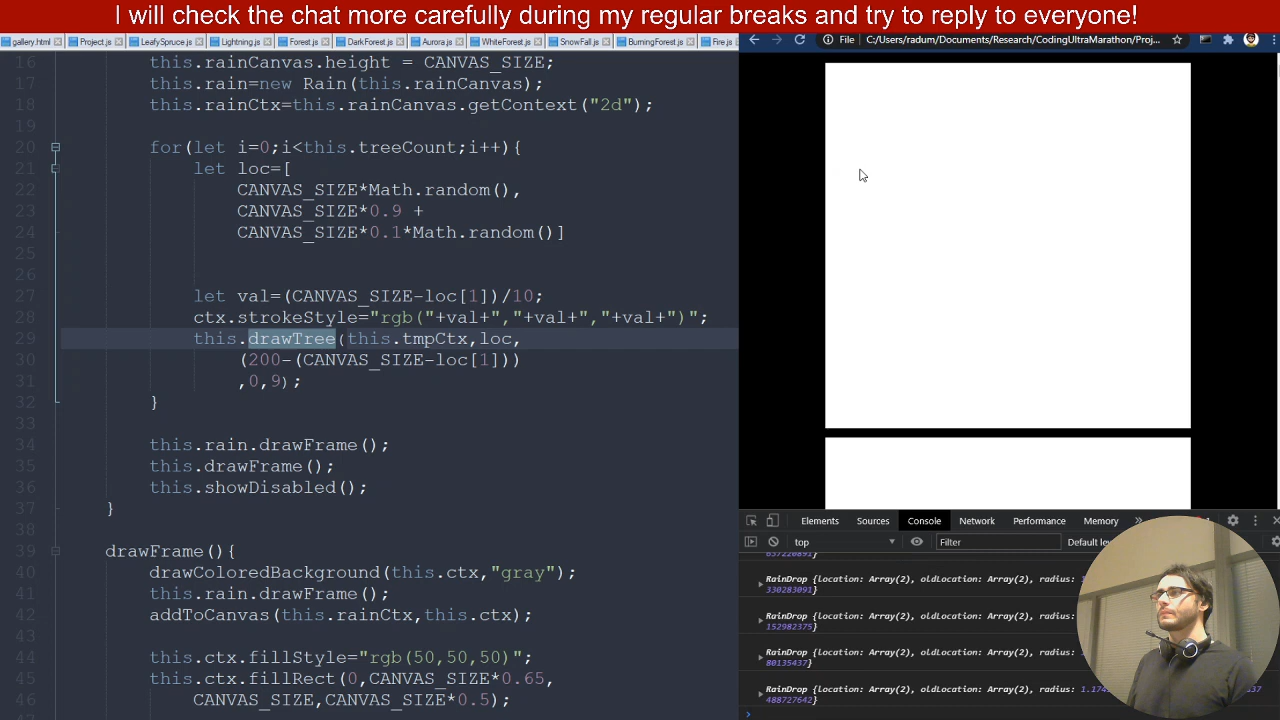 I will check the chat more carefully during my regular breaks and try to reply to everyone!
gallery.html Project.js LeafySpruce.js Lightning.js Forest.js DarkForest.js Aurora.js WhiteForest.js SnowFall.js BurningForest.js Fire.js
File C:/Users/radum/Documents/Research/CodingUltraMarathon/Proj...
16 this.rainCanvas.height = CANVAS_SIZE;
17 this.rain=new Rain(this.rainCanvas);
18 this.rainCtx=this.rainCanvas.getContext("2d");
19
20 for(let i=0;i<this.treeCount;i++){
21 let loc=[
22 CANVAS_SIZE*Math.random(),
23 CANVAS_SIZE*0.9 +
24 CANVAS_SIZE*0.1*Math.random()]
25
26
27 let val=(CANVAS_SIZE-loc[1])/10;
28 ctx.strokeStyle="rgb("+val+","+val+","+val+")";
29 this.drawTree(this.tmpCtx,loc,
30 (200-(CANVAS_SIZE-loc[1]))
31 ,0,9);
32 }
33
34 this.rain.drawFrame();
35 this.drawFrame();
36 this.showDisabled();
37 }
38
39 drawFrame(){
40 drawColoredBackground(this.ctx,"gray");
41 this.rain.drawFrame();
42 addToCanvas(this.rainCtx,this.ctx);
43
44 this.ctx.fillStyle="rgb(50,50,50)";
45 this.ctx.fillRect(0,CANVAS_SIZE*0.65,
46 CANVAS_SIZE,CANVAS_SIZE*0.5);
Elements Sources Console Network Performance Memory »
top Filter Default le
637220891}
RainDrop {location: Array(2), oldLocation: Array(2), radius:
330283091}
RainDrop {location: Array(2), oldLocation: Array(2), radius: 1
152982375}
RainDrop {location: Array(2), oldLocation: Array(2), radius: 1
80135437}
RainDrop {location: Array(2), oldLocation: Array(2), radius: 1.174
488727642}